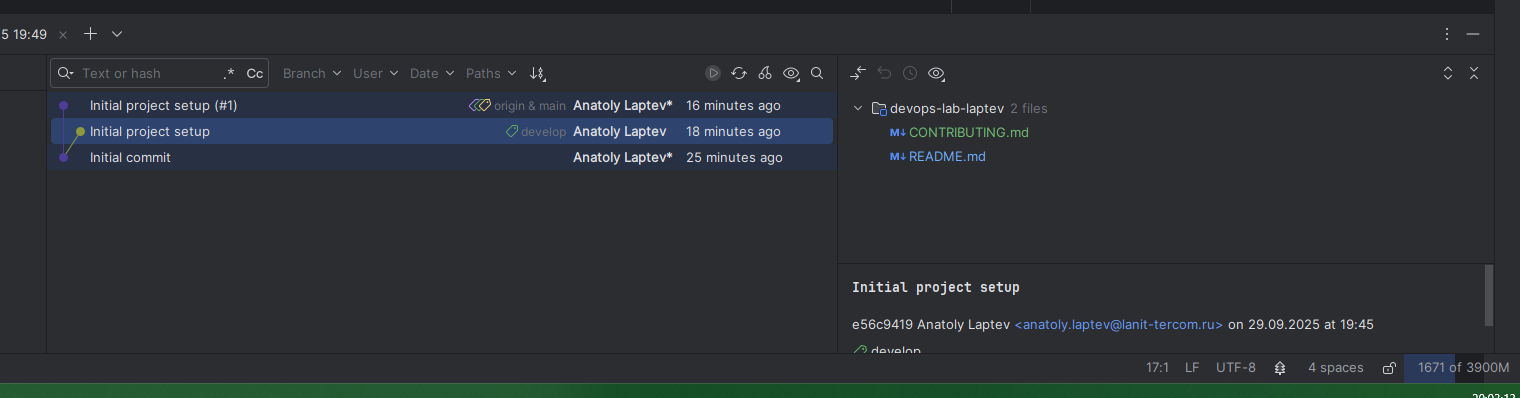 5 19:49
Text or hash .* Cc Branch User Date Paths
Initial project setup (#1) origin & main Anatoly Laptev* 16 minutes ago
Initial project setup develop Anatoly Laptev 18 minutes ago
Initial commit Anatoly Laptev* 25 minutes ago
devops-lab-laptev 2 files
M↓ CONTRIBUTING.md
M↓ README.md
Initial project setup
e56c9419 Anatoly Laptev <anatoly.laptev@lanit-tercom.ru> on 29.09.2025 at 19:45
develop
17:1 LF UTF-8 4 spaces 1671 of 3900M
20:03:12